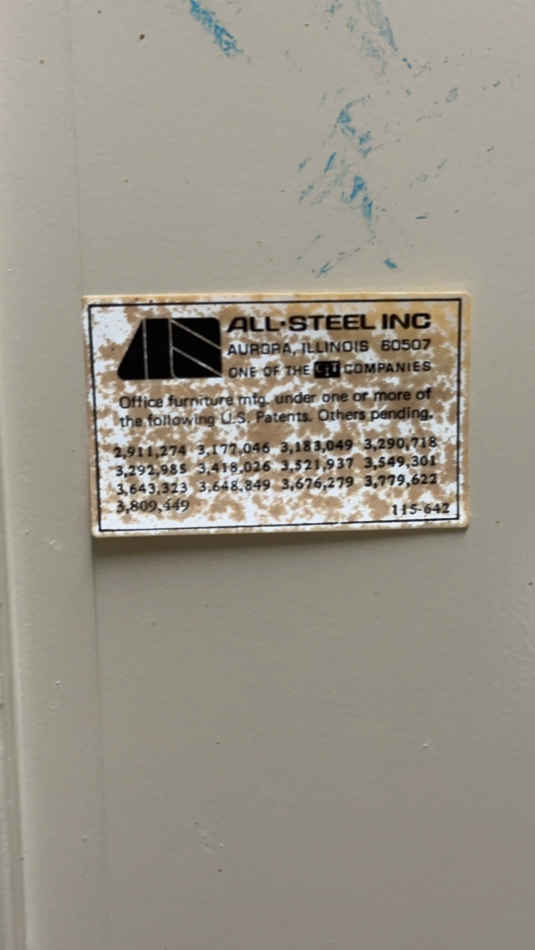 ALL-STEEL INC
AURORA, ILLINOIS 60507
ONE OF THE CIT COMPANIES
Office furniture mfg. under one or more of
the following U.S. Patents. Others pending.
2,911,274 3,177,046 3,183,049 3,290,718
3,292,985 3,418,026 3,521,937 3,549,301
3,643,323 3,648,849 3,676,279 3,779,622
3,809,449 115-642